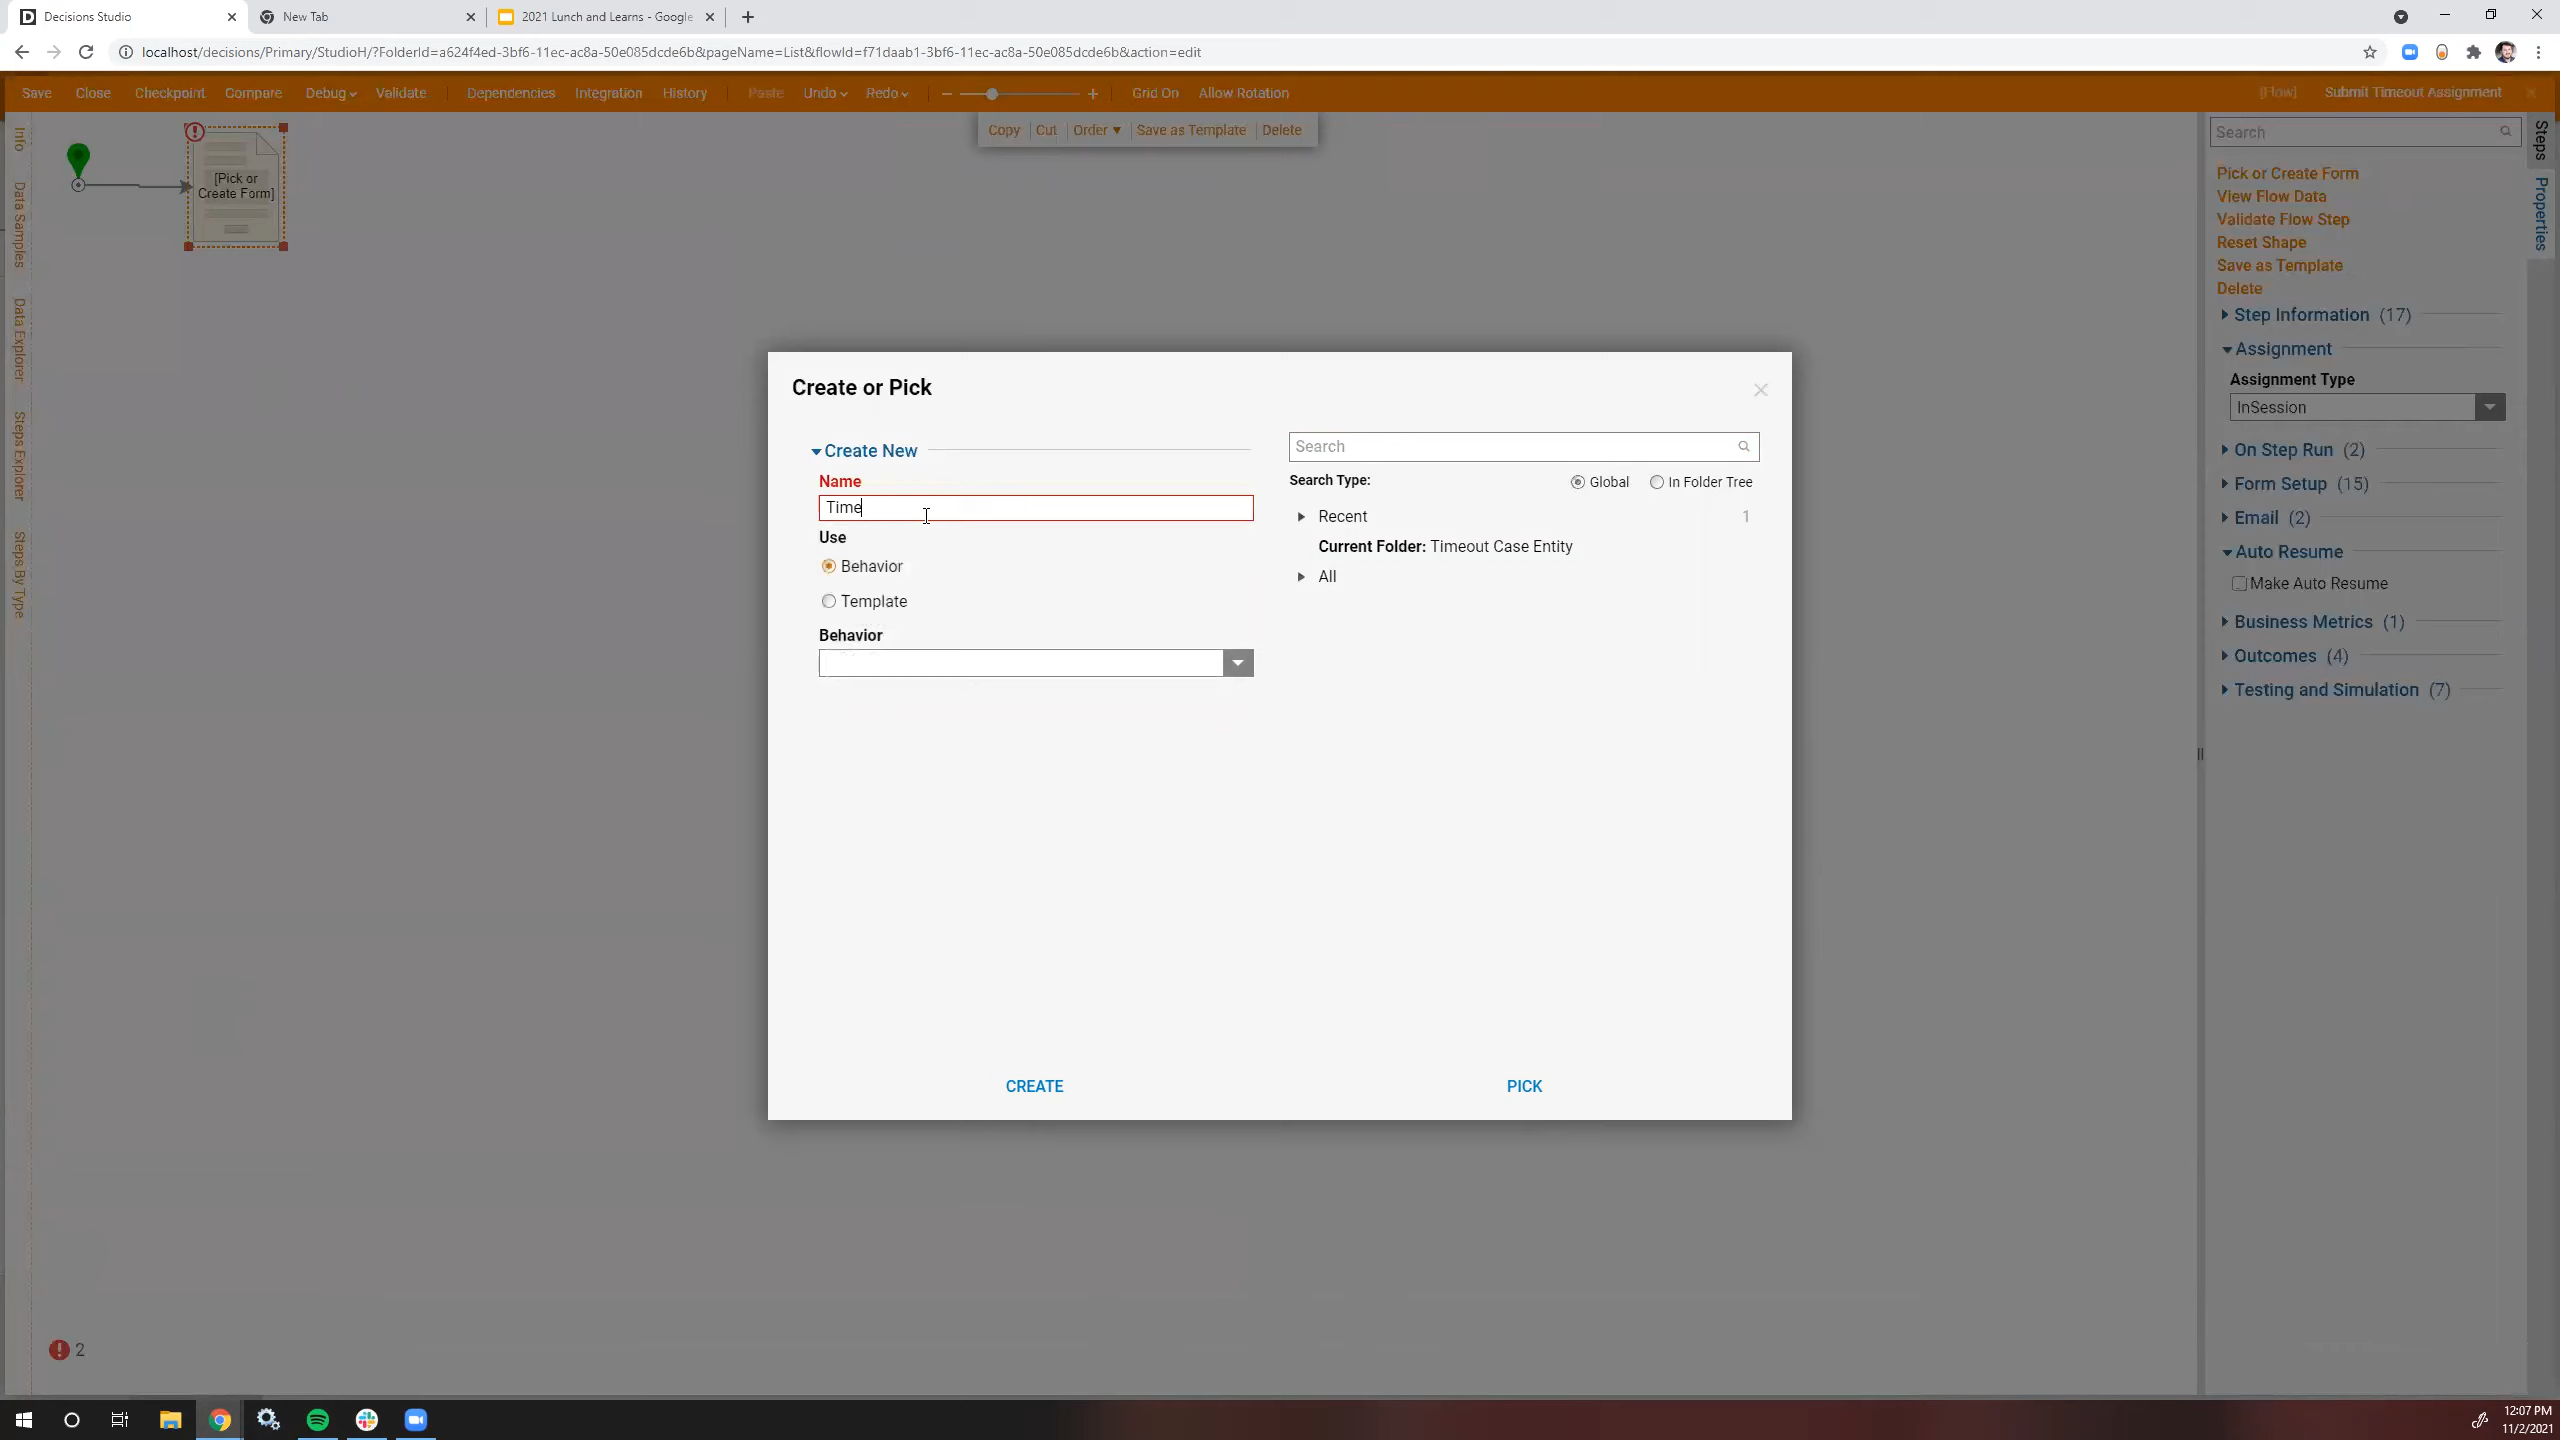 Decisions Studio
New Tab
2021 Lunch and Learns - Google
localhost/decisions/Primary/StudioH/?FolderId=a624f4ed-3bf6-11ec-ac8a-50e085dcde6b&pageName=List&flowId=f71daab1-3bf6-11ec-ac8a-50e085dcde6b&action=edit
Save Close Checkpoint Compare Debug Validate Dependencies Integration History Paste Undo Redo Grid On Allow Rotation [Flow] Submit Timeout Assignment
Copy Cut Order Save as Template Delete
Info
Data Samples
Data Explorer
Steps Explorer
Steps By Type
[Pick or
Create Form]
Create or Pick
Create New
Name
Time
Use
Behavior
Template
Behavior
CREATE
Search
Search Type: Global In Folder Tree
Recent 1
Current Folder: Timeout Case Entity
All
PICK
Search
Steps
Properties
Pick or Create Form
View Flow Data
Validate Flow Step
Reset Shape
Save as Template
Delete
Step Information (17)
Assignment
Assignment Type
InSession
On Step Run (2)
Form Setup (15)
Email (2)
Auto Resume
Make Auto Resume
Business Metrics (1)
Outcomes (4)
Testing and Simulation (7)
2
12:07 PM
11/2/2021